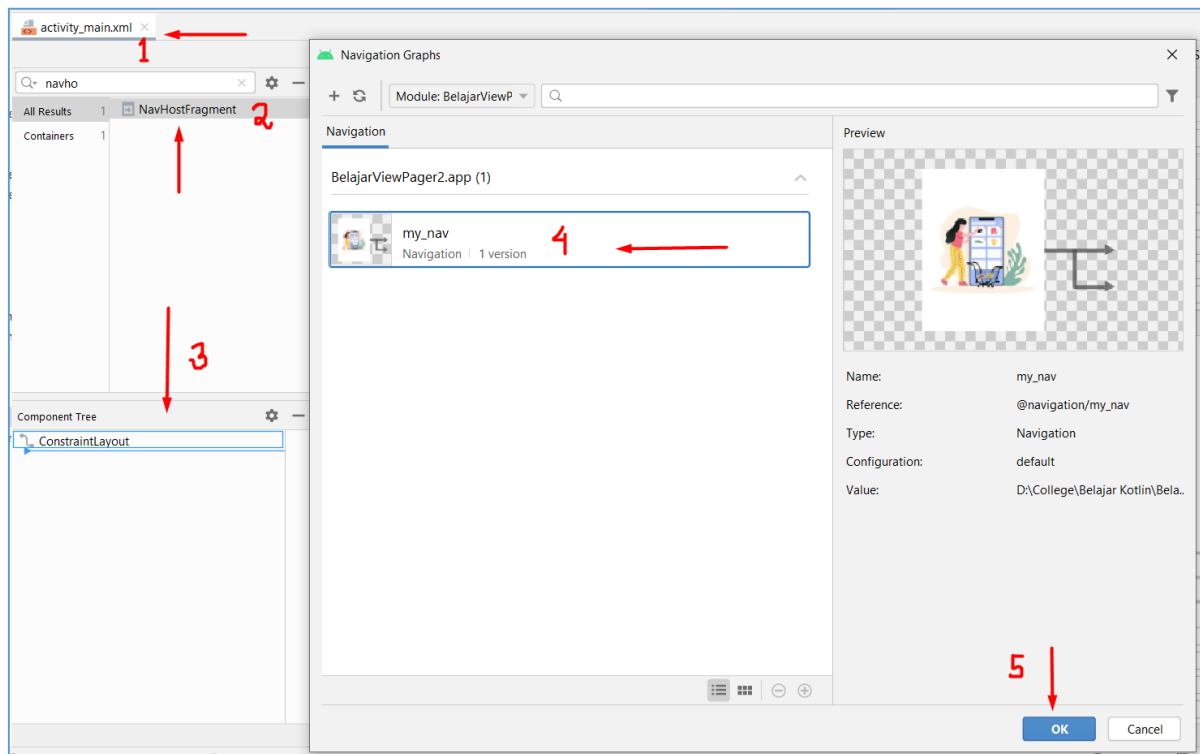 activity_main.xml
1
navho
All Results 1
Containers 1
NavHostFragment
2
3
Component Tree
ConstraintLayout
Navigation Graphs
Module: BelajarViewP
Navigation
BelajarViewPager2.app (1)
my_nav
Navigation | 1 version
4
Preview
Name: my_nav
Reference: @navigation/my_nav
Type: Navigation
Configuration: default
Value: D:\College\Belajar Kotlin\Bela..
5
OK
Cancel